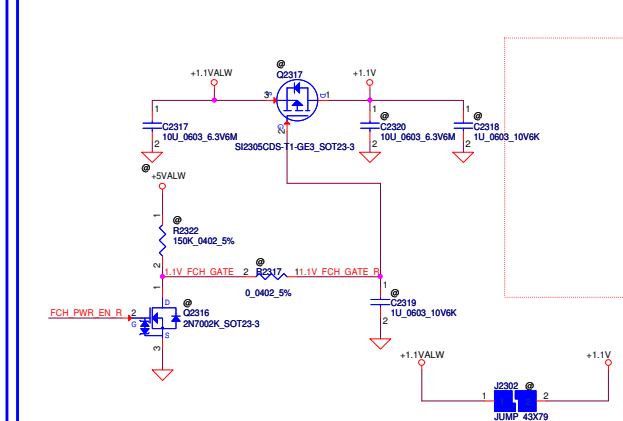 @
Q2317
+1.1VALW
+1.1V
3
S
D
1
1
C2317
10U_0603_6.3V6M
2
G
2
SI2305CDS-T1-GE3_SOT23-3
1
@
C2320
10U_0603_6.3V6M
2
1
@
C2318
1U_0603_10V6K
2
@
+5VALW
1
@
R2322
150K_0402_5%
2
1.1V_FCH_GATE
2
@
R2317
1
1.1V_FCH_GATE_R
0_0402_5%
1
@
C2319
1U_0603_10V6K
2
FCH_PWR_EN_R
2
G
1
D
S
3
@
Q2316
2N7002K_SOT23-3
+1.1VALW
+1.1V
J2302
@
1
2
JUMP_43X79